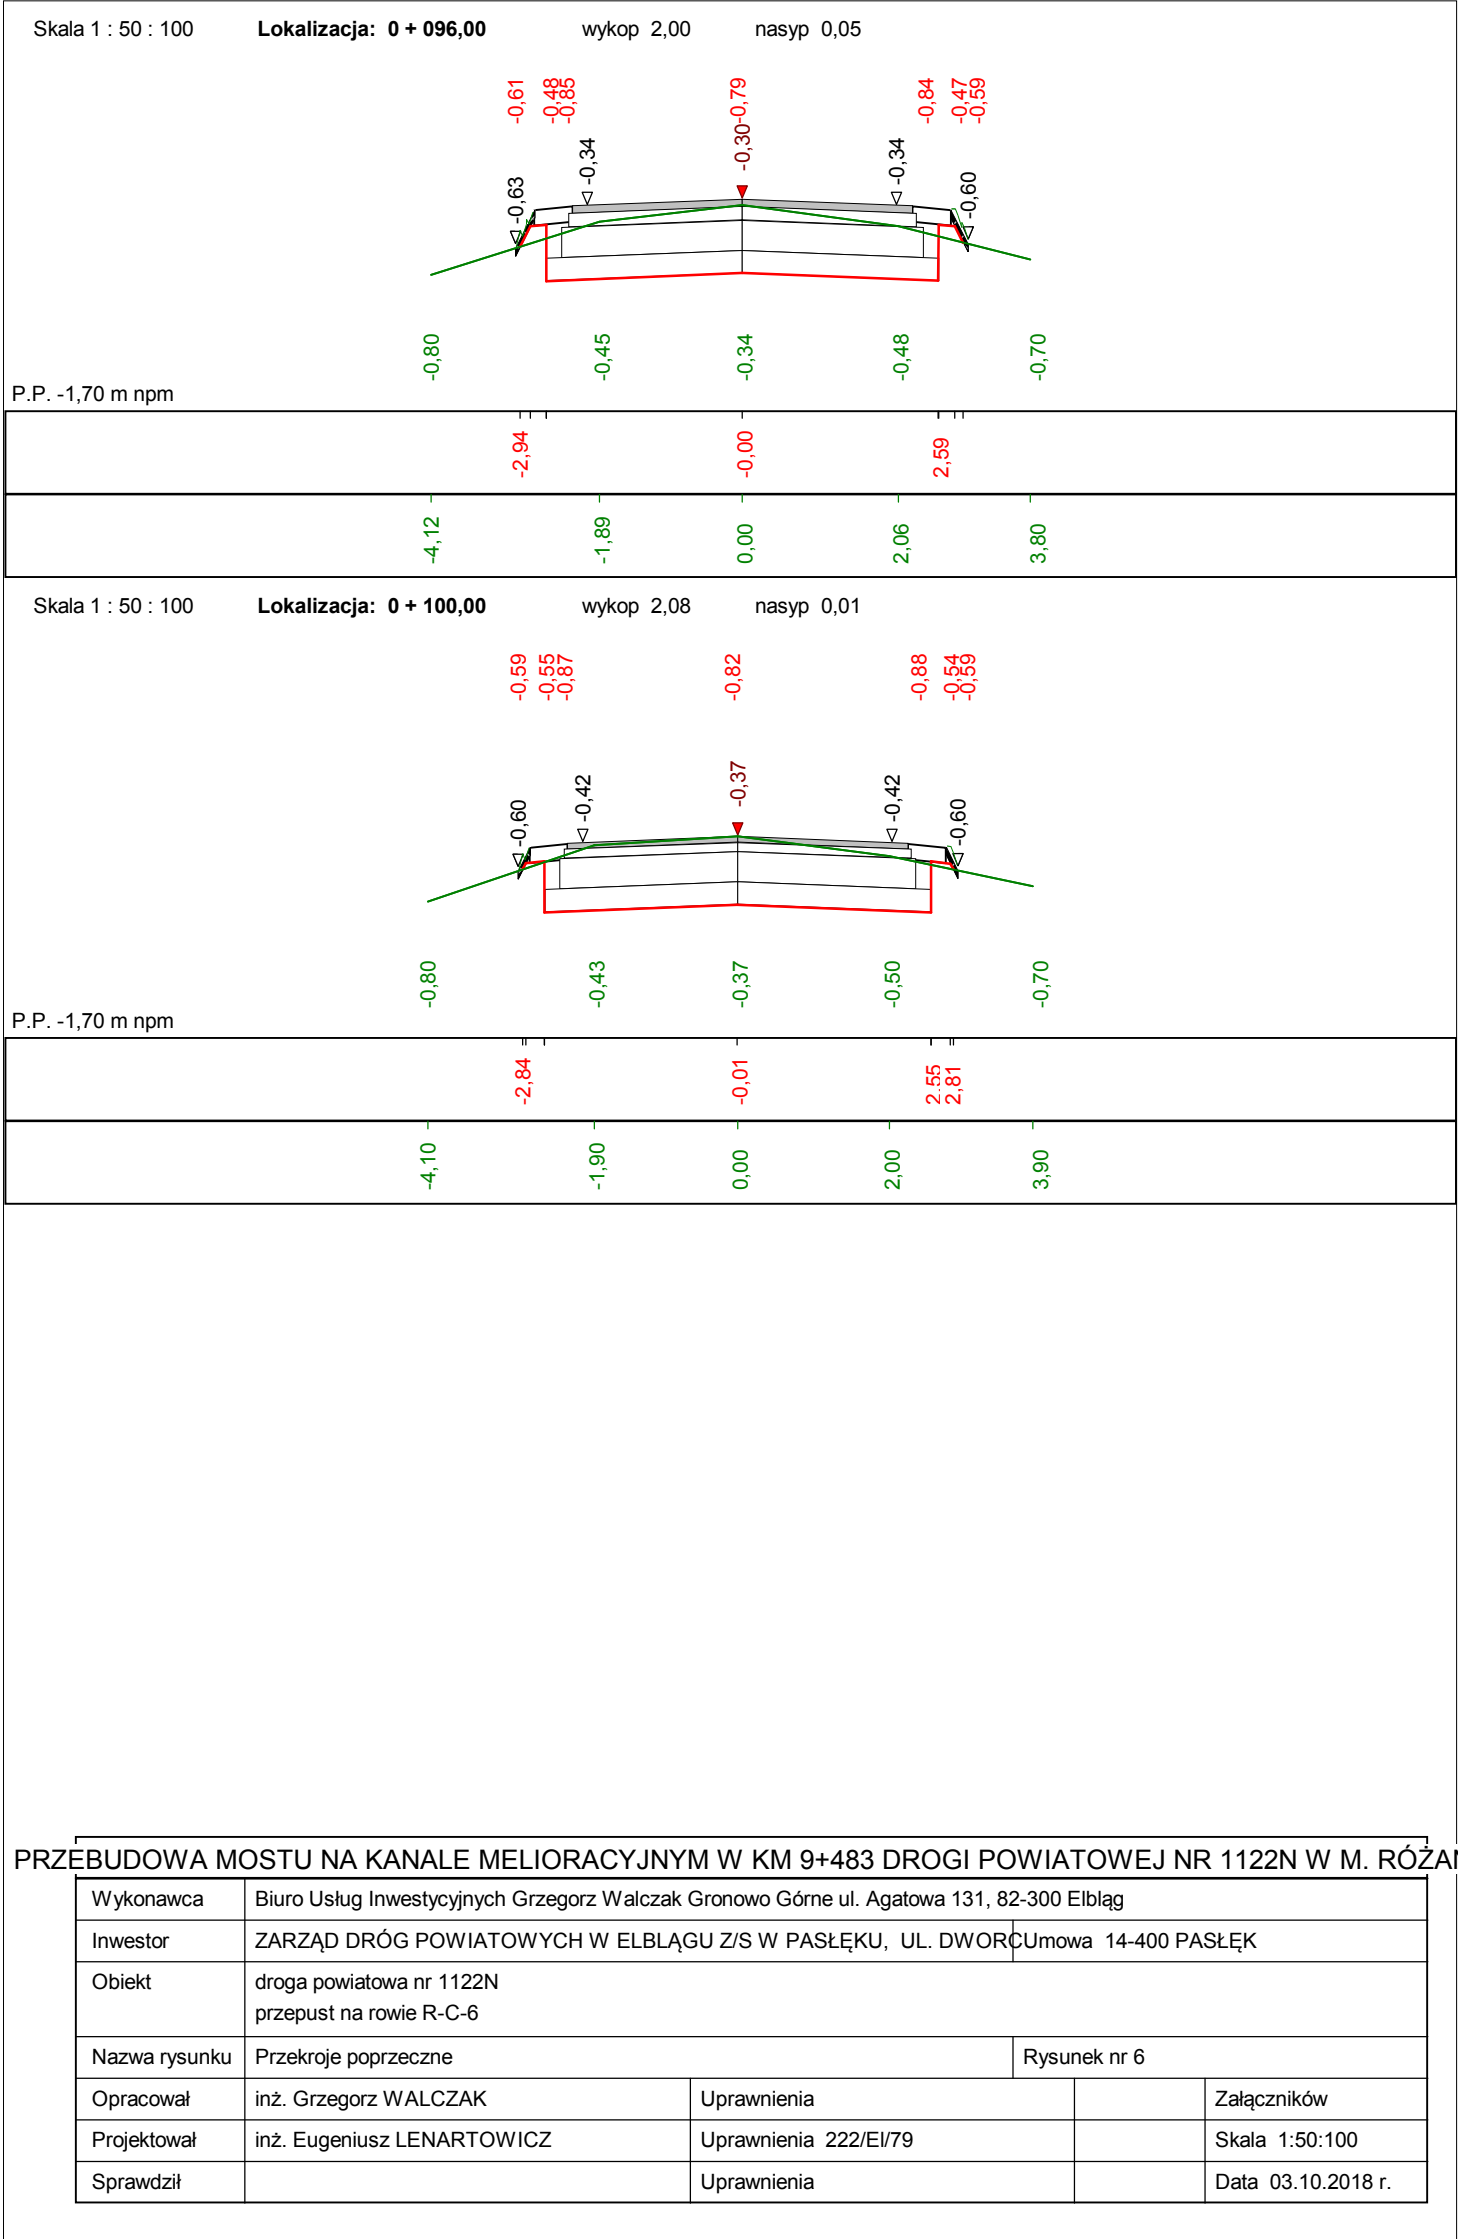 Skala 1 : 50 : 100 Lokalizacja: 0 + 096,00 wykop 2,00 nasyp 0,05
-0,61 -0,48 -0,85 -0,79 -0,84 -0,47 -0,59
-0,63 -0,34 -0,30 -0,34 -0,60
-0,80 -0,45 -0,34 -0,48 -0,70
P.P. -1,70 m npm
-2,94 -0,00 2,59
-4,12 -1,89 0,00 2,06 3,80
Skala 1 : 50 : 100 Lokalizacja: 0 + 100,00 wykop 2,08 nasyp 0,01
-0,59 -0,55 -0,87 -0,82 -0,88 -0,54 -0,59
-0,60 -0,42 -0,37 -0,42 -0,60
-0,80 -0,43 -0,37 -0,50 -0,70
P.P. -1,70 m npm
-2,84 -0,01 2,55 2,81
-4,10 -1,90 0,00 2,00 3,90
PRZEBUDOWA MOSTU NA KANALE MELIORACYJNYM W KM 9+483 DROGI POWIATOWEJ NR 1122N W M. RÓŻAN
Wykonawca Biuro Usług Inwestycyjnych Grzegorz Walczak Gronowo Górne ul. Agatowa 131, 82-300 Elbląg
Inwestor ZARZĄD DRÓG POWIATOWYCH W ELBLĄGU Z/S W PASŁĘKU, UL. DWORC Umowa 14-400 PASŁĘK
Obiekt droga powiatowa nr 1122N
przepust na rowie R-C-6
Nazwa rysunku Przekroje poprzeczne Rysunek nr 6
Opracował inż. Grzegorz WALCZAK Uprawnienia Załączników
Projektował inż. Eugeniusz LENARTOWICZ Uprawnienia 222/El/79 Skala 1:50:100
Sprawdził Uprawnienia Data 03.10.2018 r.